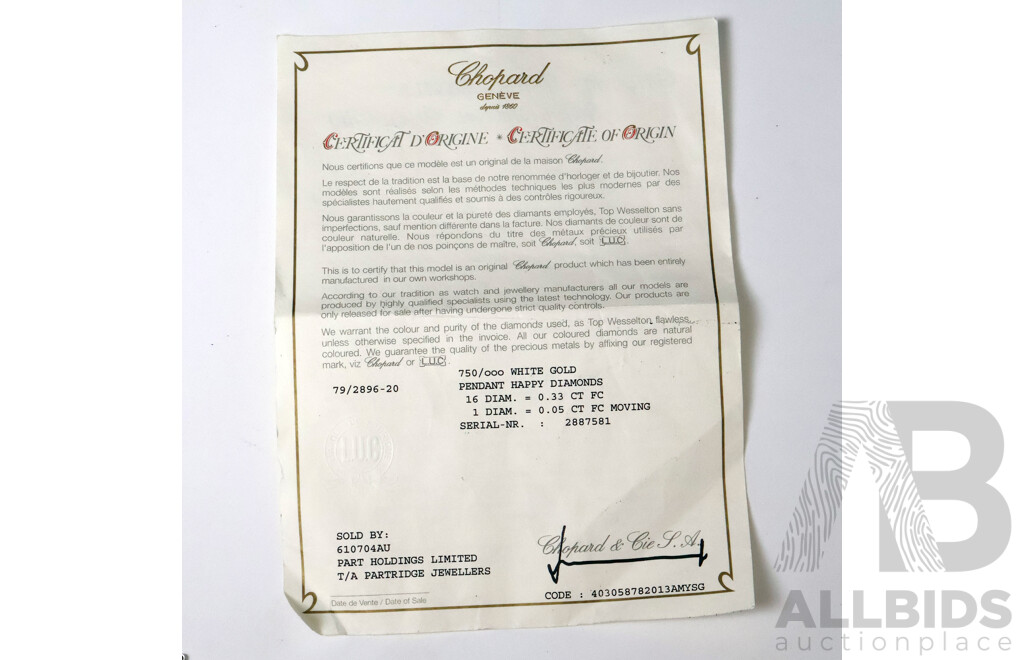 Chopard
GENÈVE
depuis 1860
CERTIFICAT D'ORIGINE * CERTIFICATE OF ORIGIN
Nous certifions que ce modèle est un original de la maison Chopard.
Le respect de la tradition est la base de notre renommée d'horloger et de bijoutier. Nos
modèles sont réalisés selon les méthodes techniques les plus modernes par des
spécialistes hautement qualifiés et soumis à des contrôles rigoureux.
Nous garantissons la couleur et la pureté des diamants employés, Top Wesselton sans
imperfections, sauf mention différente dans la facture. Nos diamants de couleur sont de
couleur naturelle. Nous répondons du titre des métaux précieux utilisés par
l'apposition de l'un de nos poinçons de maître, soit Chopard, soit L.U.C.
This is to certify that this model is an original Chopard product which has been entirely
manufactured in our own workshops.
According to our tradition as watch and jewellery manufacturers all our models are
produced by highly qualified specialists using the latest technology. Our products are
only released for sale after having undergone strict quality controls.
We warrant the colour and purity of the diamonds used, as Top Wesselton flawless,
unless otherwise specified in the invoice. All our coloured diamonds are natural
coloured. We guarantee the quality of the precious metals by affixing our registered
mark, viz Chopard or L.U.C.
79/2896-20
750/ooo WHITE GOLD
PENDANT HAPPY DIAMONDS
16 DIAM. = 0.33 CT FC
1 DIAM. = 0.05 CT FC MOVING
SERIAL-NR. : 2887581
L.U.C
SOLD BY:
610704AU
PART HOLDINGS LIMITED
T/A PARTRIDGE JEWELLERS
Chopard & Cie S.A.
Date de Vente / Date of Sale
CODE : 403058782013AMYSG
AB
ALLBIDS
auctionplace